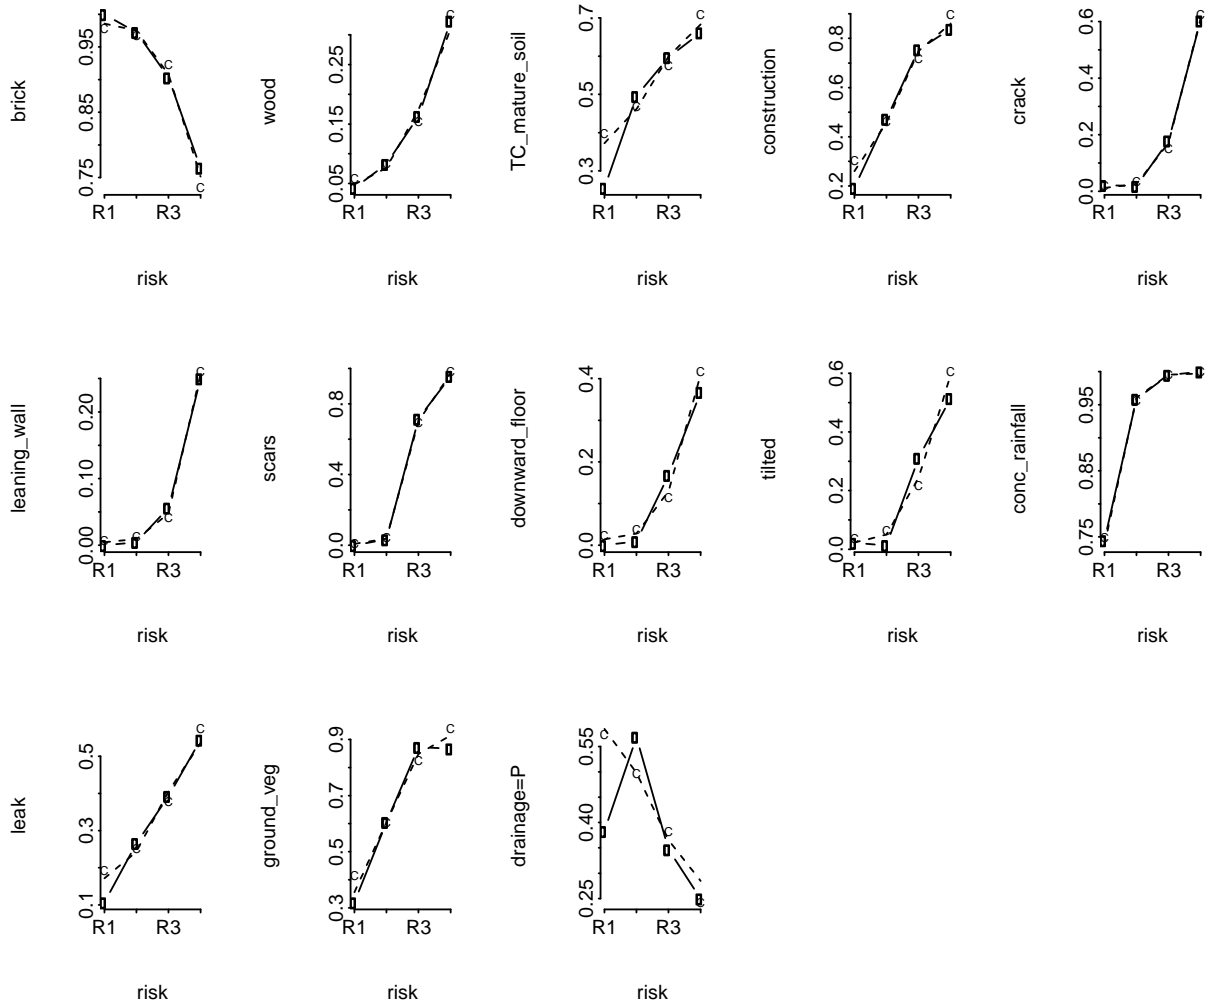 brick
0.75 0.85 0.95
R1 R3
risk
wood
0.05 0.15 0.25
R1 R3
risk
TC_mature_soil
0.3 0.5 0.7
R1 R3
risk
construction
0.2 0.4 0.6 0.8
R1 R3
risk
crack
0.0 0.2 0.4 0.6
R1 R3
risk
leaning_wall
0.00 0.10 0.20
R1 R3
risk
scars
0.0 0.4 0.8
R1 R3
risk
downward_floor
0.0 0.2 0.4
R1 R3
risk
tilted
0.0 0.2 0.4 0.6
R1 R3
risk
conc_rainfall
0.75 0.85 0.95
R1 R3
risk
leak
0.1 0.3 0.5
R1 R3
risk
ground_veg
0.3 0.5 0.7 0.9
R1 R3
risk
drainage=P
0.25 0.40 0.55
R1 R3
risk